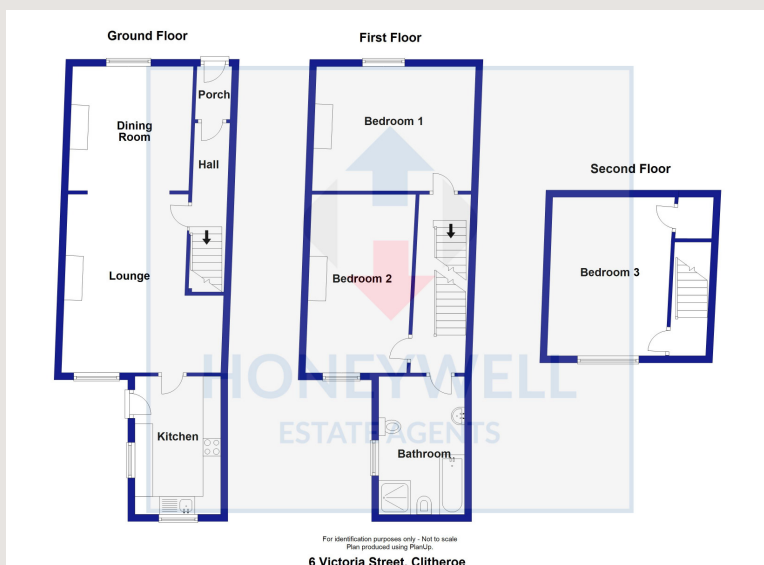 Ground Floor
First Floor
Second Floor
Porch
Dining
Room
Hall
Lounge
Kitchen
Bedroom 1
Bedroom 2
Bathroom
Bedroom 3
HONEYWELL
ESTATE AGENTS
For identification purposes only - Not to scale
Plan produced using PlanUp.
6 Victoria Street, Clitheroe